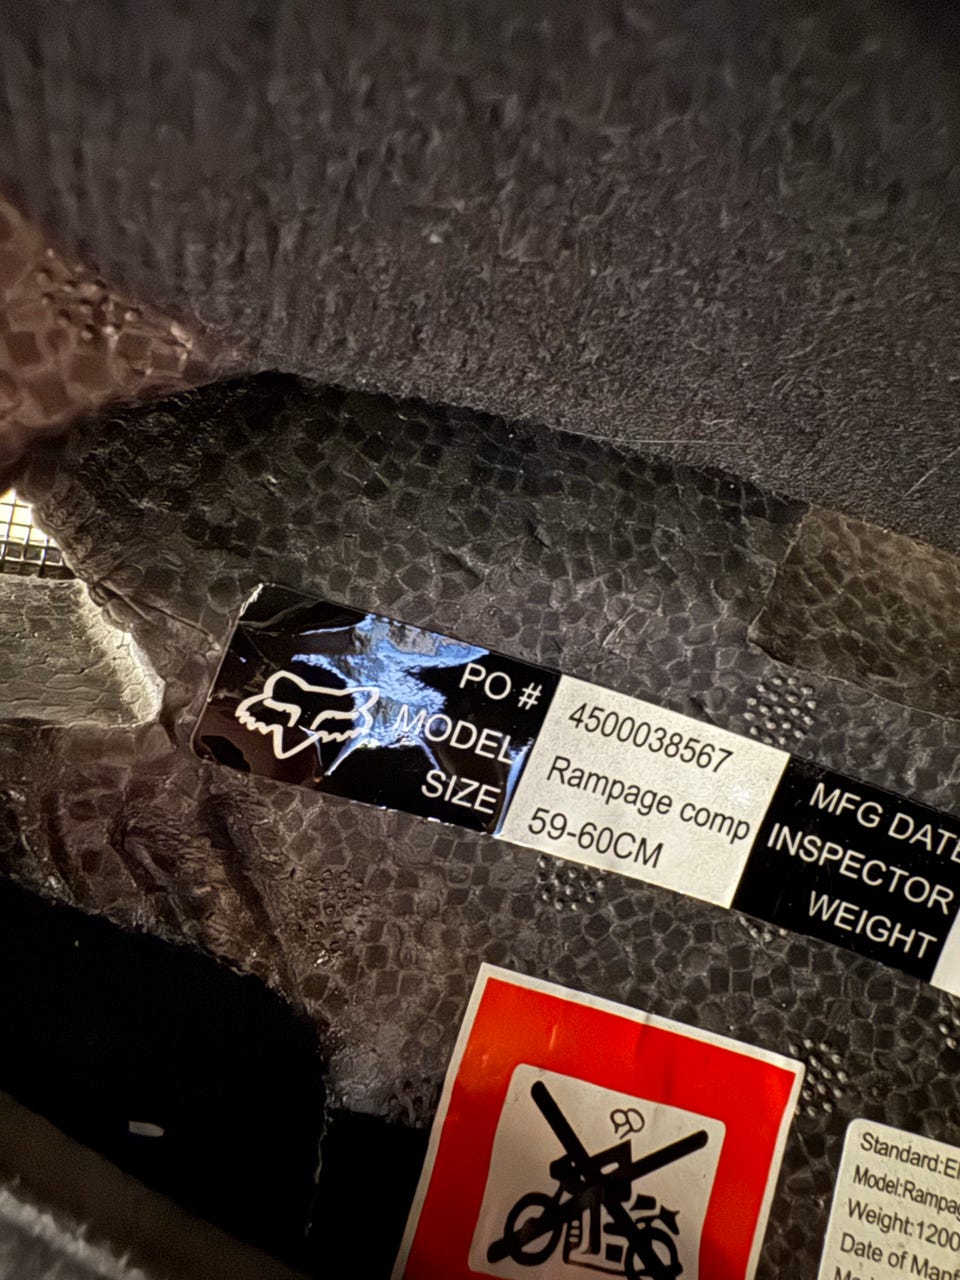 PO # 4500038567
MODEL Rampage comp
SIZE 59-60CM
MFG DATE
INSPECTOR
WEIGHT
Standard:E
Model:Rampag
Weight:1200
Date of Manf